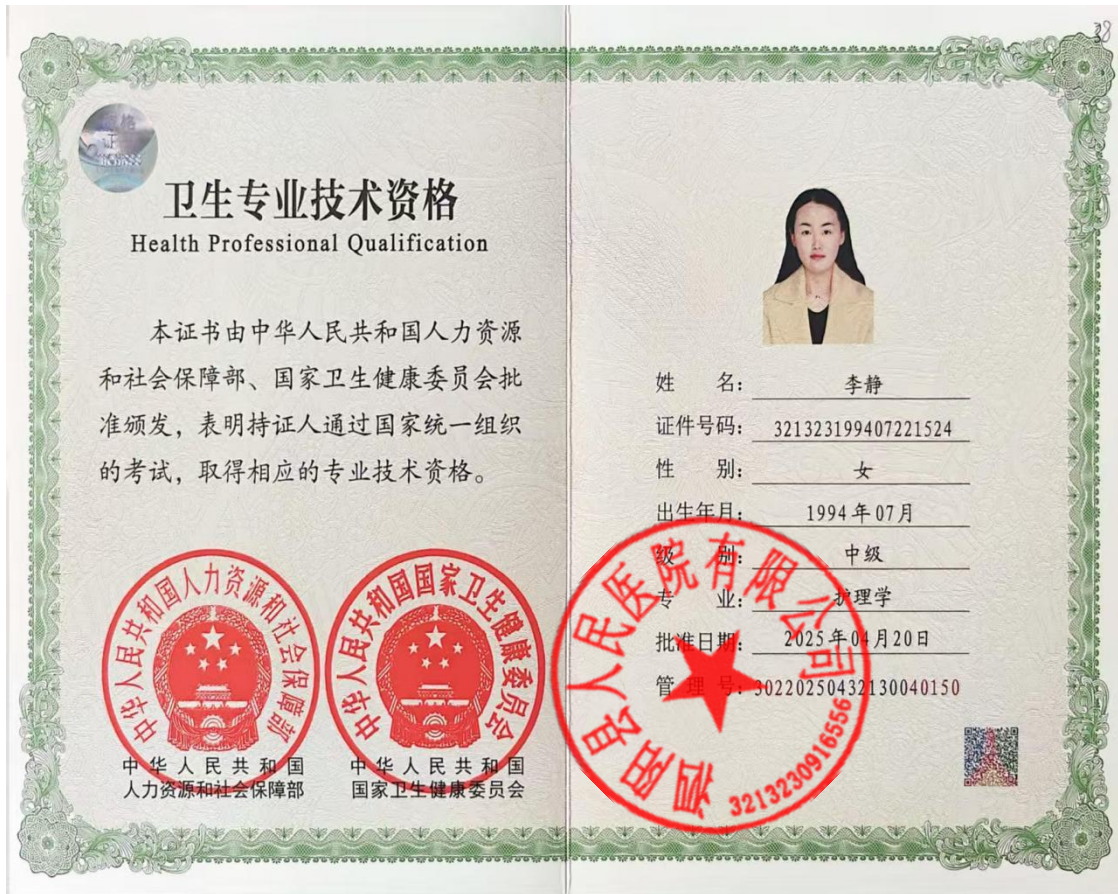 38
卫生专业技术资格
Health Professional Qualification
本证书由中华人民共和国人力资源
和社会保障部、国家卫生健康委员会批
准颁发，表明持证人通过国家统一组织
的考试，取得相应的专业技术资格。
中华人民共和国人力资源和社会保障部
中华人民共和国
人力资源和社会保障部
中华人民共和国国家卫生健康委员会
中华人民共和国
国家卫生健康委员会
姓 名： 李静
证件号码： 321323199407221524
性 别： 女
出生年月： 1994年07月
级 别： 中级
专 业： 护理学
批准日期： 2025年04月20日
管 理 号： 30220250432130040150
泗阳县人民医院有限公司
3213230916556